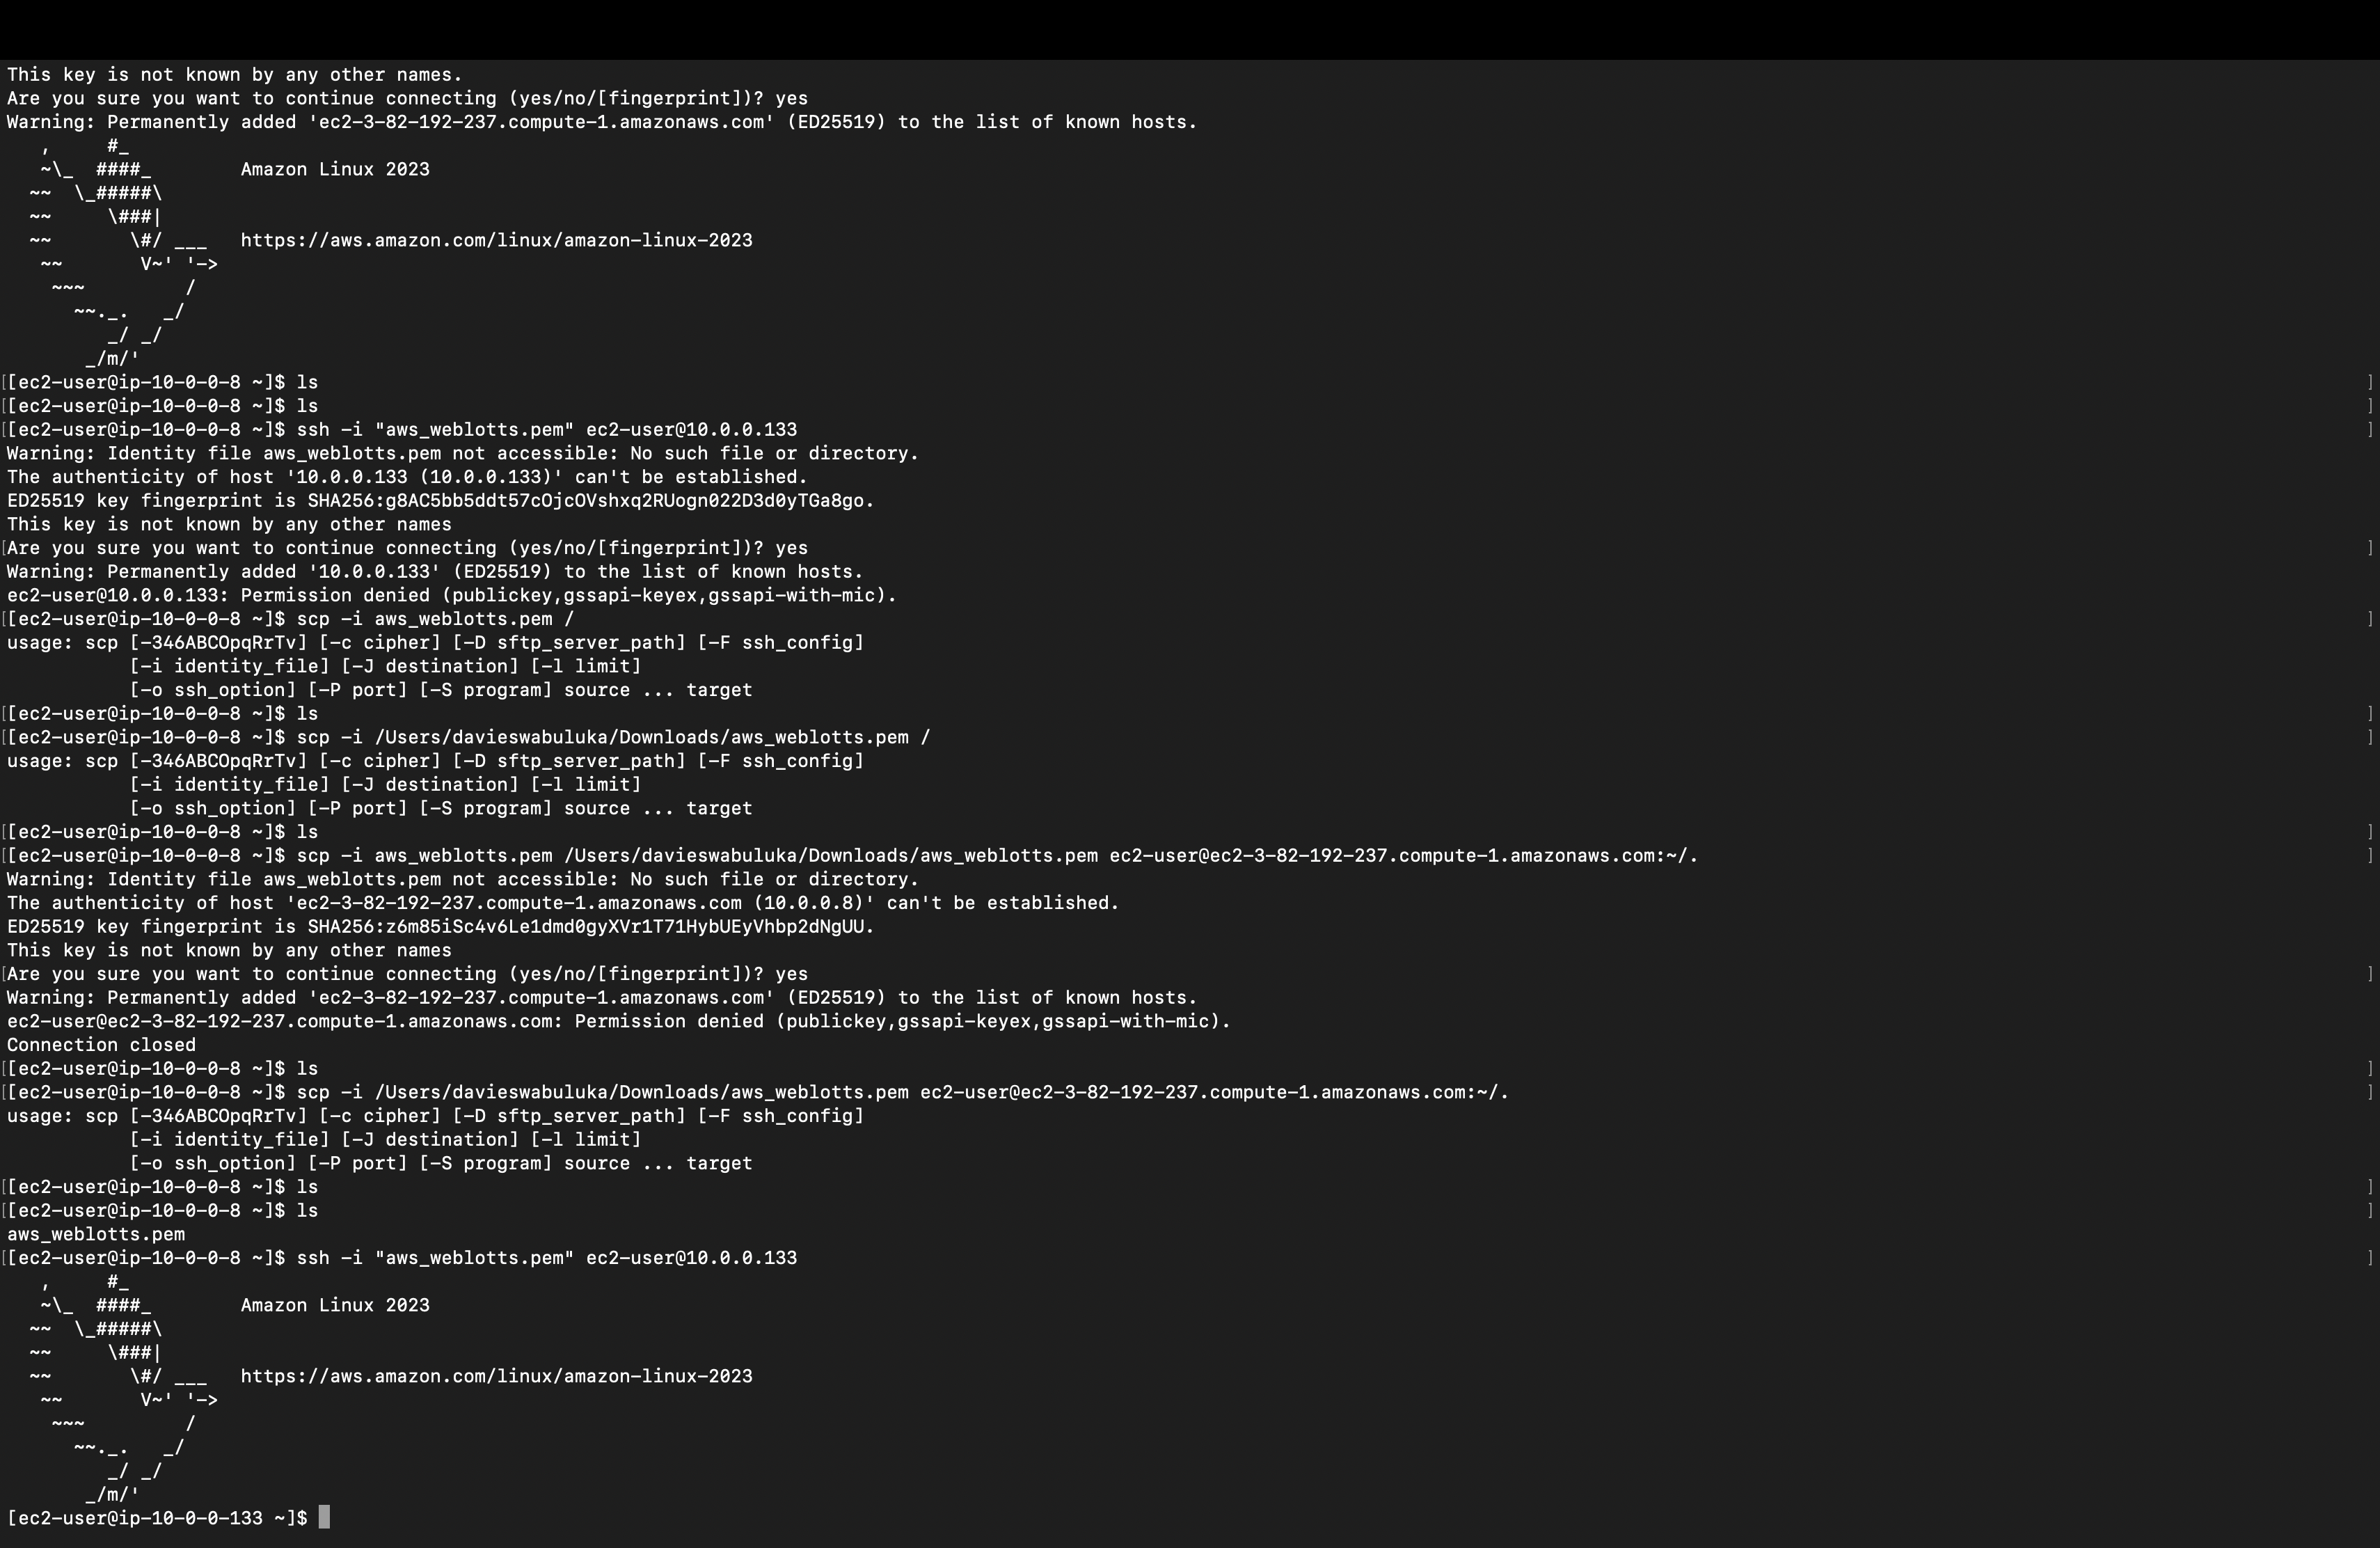 This key is not known by any other names.
Are you sure you want to continue connecting (yes/no/[fingerprint])? yes
Warning: Permanently added 'ec2-3-82-192-237.compute-1.amazonaws.com' (ED25519) to the list of known hosts.
   ,     #_
   ~\_  ####_        Amazon Linux 2023
  ~~  \_#####\
  ~~     \###|
  ~~       \#/ ___   https://aws.amazon.com/linux/amazon-linux-2023
   ~~       V~' '->
    ~~~         /
      ~~._.   _/
         _/ _/
       _/m/'
[[ec2-user@ip-10-0-0-8 ~]$ ls ]
[[ec2-user@ip-10-0-0-8 ~]$ ls ]
[[ec2-user@ip-10-0-0-8 ~]$ ssh -i "aws_weblotts.pem" ec2-user@10.0.0.133 ]
Warning: Identity file aws_weblotts.pem not accessible: No such file or directory.
The authenticity of host '10.0.0.133 (10.0.0.133)' can't be established.
ED25519 key fingerprint is SHA256:g8AC5bb5ddt57cOjcOVshxq2RUogn022D3d0yTGa8go.
This key is not known by any other names
[Are you sure you want to continue connecting (yes/no/[fingerprint])? yes ]
Warning: Permanently added '10.0.0.133' (ED25519) to the list of known hosts.
ec2-user@10.0.0.133: Permission denied (publickey,gssapi-keyex,gssapi-with-mic).
[[ec2-user@ip-10-0-0-8 ~]$ scp -i aws_weblotts.pem / ]
usage: scp [-346ABCOpqRrTv] [-c cipher] [-D sftp_server_path] [-F ssh_config]
           [-i identity_file] [-J destination] [-l limit]
           [-o ssh_option] [-P port] [-S program] source ... target
[[ec2-user@ip-10-0-0-8 ~]$ ls ]
[[ec2-user@ip-10-0-0-8 ~]$ scp -i /Users/davieswabuluka/Downloads/aws_weblotts.pem / ]
usage: scp [-346ABCOpqRrTv] [-c cipher] [-D sftp_server_path] [-F ssh_config]
           [-i identity_file] [-J destination] [-l limit]
           [-o ssh_option] [-P port] [-S program] source ... target
[[ec2-user@ip-10-0-0-8 ~]$ ls ]
[[ec2-user@ip-10-0-0-8 ~]$ scp -i aws_weblotts.pem /Users/davieswabuluka/Downloads/aws_weblotts.pem ec2-user@ec2-3-82-192-237.compute-1.amazonaws.com:~/. ]
Warning: Identity file aws_weblotts.pem not accessible: No such file or directory.
The authenticity of host 'ec2-3-82-192-237.compute-1.amazonaws.com (10.0.0.8)' can't be established.
ED25519 key fingerprint is SHA256:z6m85iSc4v6Le1dmd0gyXVr1T71HybUEyVhbp2dNgUU.
This key is not known by any other names
[Are you sure you want to continue connecting (yes/no/[fingerprint])? yes ]
Warning: Permanently added 'ec2-3-82-192-237.compute-1.amazonaws.com' (ED25519) to the list of known hosts.
ec2-user@ec2-3-82-192-237.compute-1.amazonaws.com: Permission denied (publickey,gssapi-keyex,gssapi-with-mic).
Connection closed
[[ec2-user@ip-10-0-0-8 ~]$ ls ]
[[ec2-user@ip-10-0-0-8 ~]$ scp -i /Users/davieswabuluka/Downloads/aws_weblotts.pem ec2-user@ec2-3-82-192-237.compute-1.amazonaws.com:~/. ]
usage: scp [-346ABCOpqRrTv] [-c cipher] [-D sftp_server_path] [-F ssh_config]
           [-i identity_file] [-J destination] [-l limit]
           [-o ssh_option] [-P port] [-S program] source ... target
[[ec2-user@ip-10-0-0-8 ~]$ ls ]
[[ec2-user@ip-10-0-0-8 ~]$ ls ]
aws_weblotts.pem
[[ec2-user@ip-10-0-0-8 ~]$ ssh -i "aws_weblotts.pem" ec2-user@10.0.0.133 ]
   ,     #_
   ~\_  ####_        Amazon Linux 2023
  ~~  \_#####\
  ~~     \###|
  ~~       \#/ ___   https://aws.amazon.com/linux/amazon-linux-2023
   ~~       V~' '->
    ~~~         /
      ~~._.   _/
         _/ _/
       _/m/'
[ec2-user@ip-10-0-0-133 ~]$